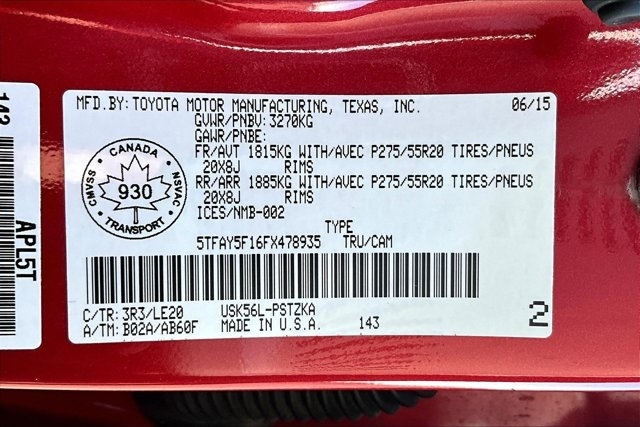 MFD.BY: TOYOTA MOTOR MANUFACTURING, TEXAS, INC. 06/15
GVWR/PNBV: 3270KG
GAWR/PNBE:
FR/AVT 1815KG WITH/AVEC P275/55R20 TIRES/PNEUS
20X8J RIMS
RR/ARR 1885KG WITH/AVEC P275/55R20 TIRES/PNEUS
20X8J RIMS
ICES/NMB-002
TYPE
5TFAY5F16FX478935 TRU/CAM
CANADA
CMVSS 930 NSVAC
TRANSPORT
C/TR: 3R3/LE20 USK56L-PSTZKA
A/TM: B02A/AB60F MADE IN U.S.A. 143 2
143
APL5T